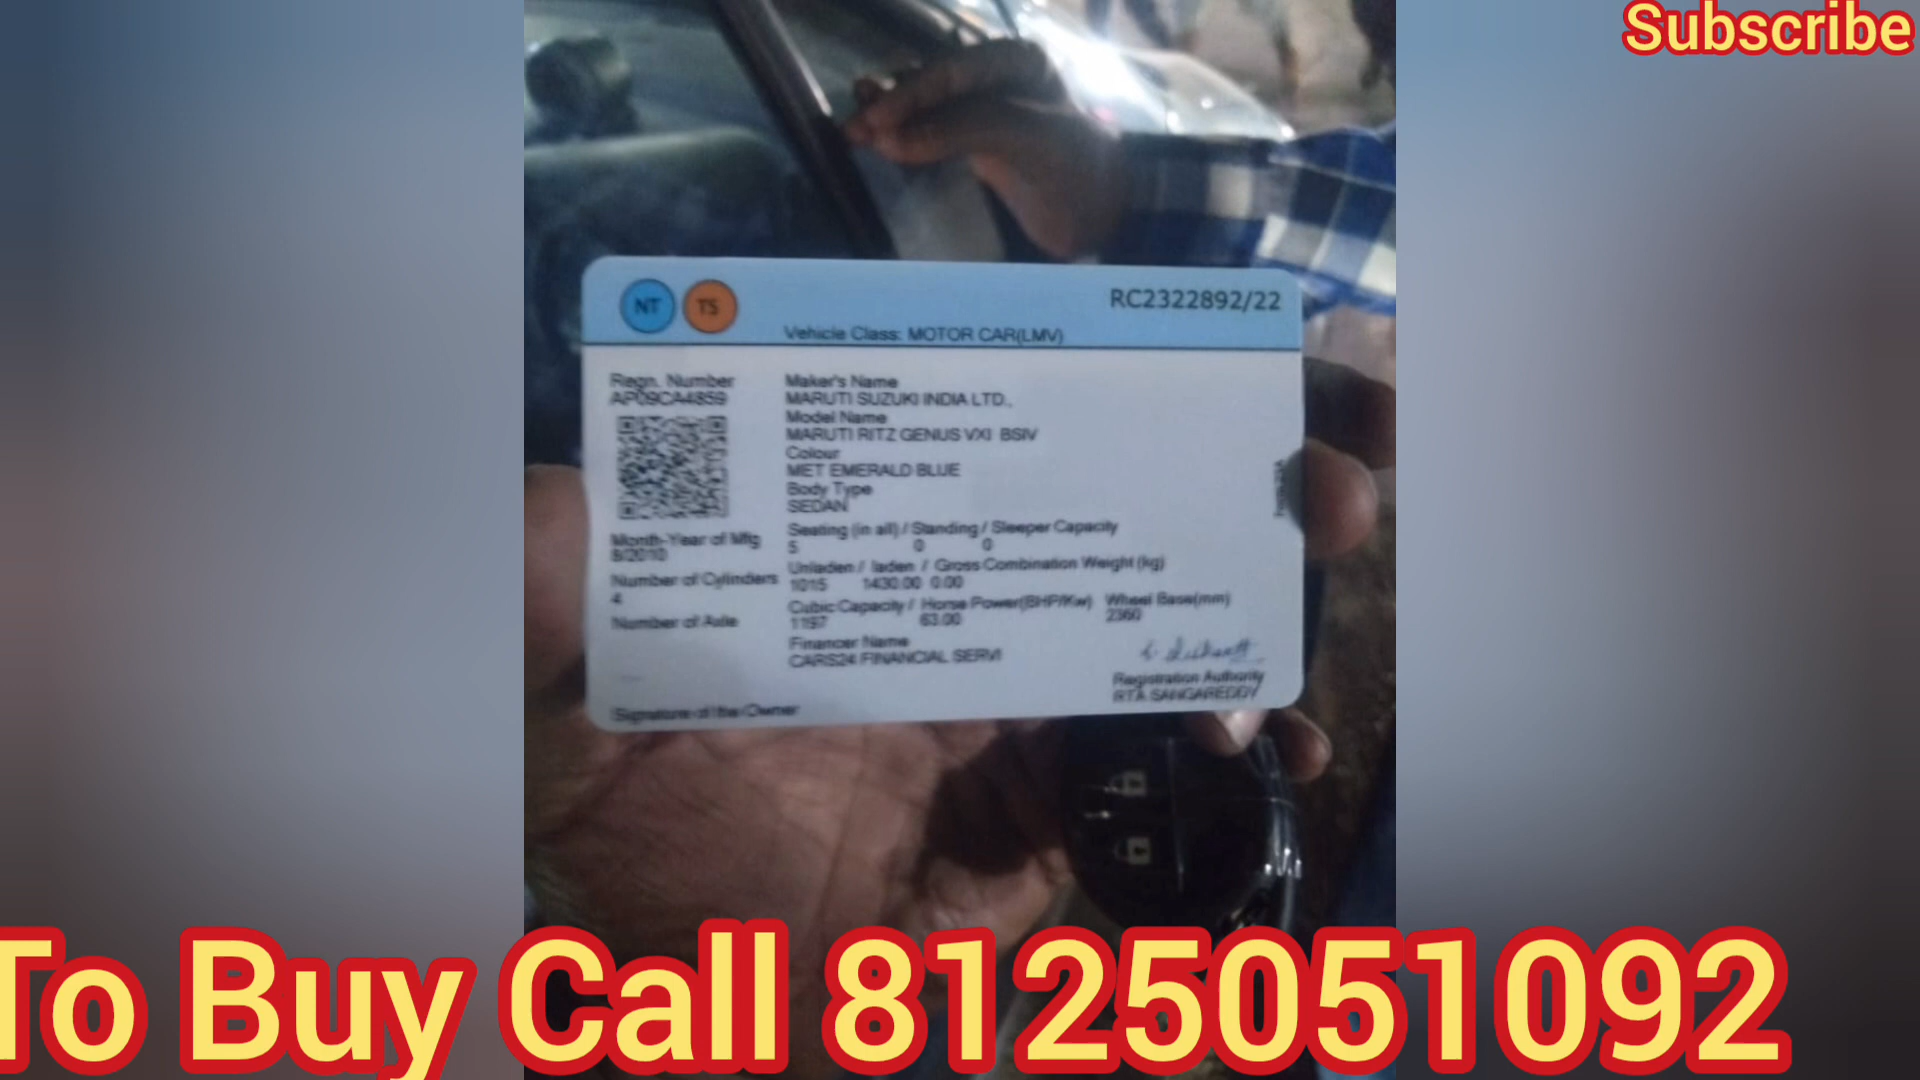 Subscribe
NT TS
RC2322892/22
Vehicle Class: MOTOR CAR(LMV)
Regn. Number
AP09CA4859
Maker's Name
MARUTI SUZUKI INDIA LTD.,
Model Name
MARUTI RITZ GENUS VXI BSIV
Colour
MET EMERALD BLUE
Body Type
SEDAN
Seating (in all) / Standing / Sleeper Capacity
5 0 0
Month-Year of Mfg
8/2010
Unladen / laden / Gross Combination Weight (kg)
1015 1430.00 0.00
Number of Cylinders
4
Cubic Capacity / Horse Power(BHP/Kw) Wheel Base(mm)
1197 63.00 2360
Number of Axle
Financer Name
CARS24 FINANCIAL SERVI
Registration Authority
RTA SANGAREDDY
Signature of the Owner
To Buy Call 8125051092